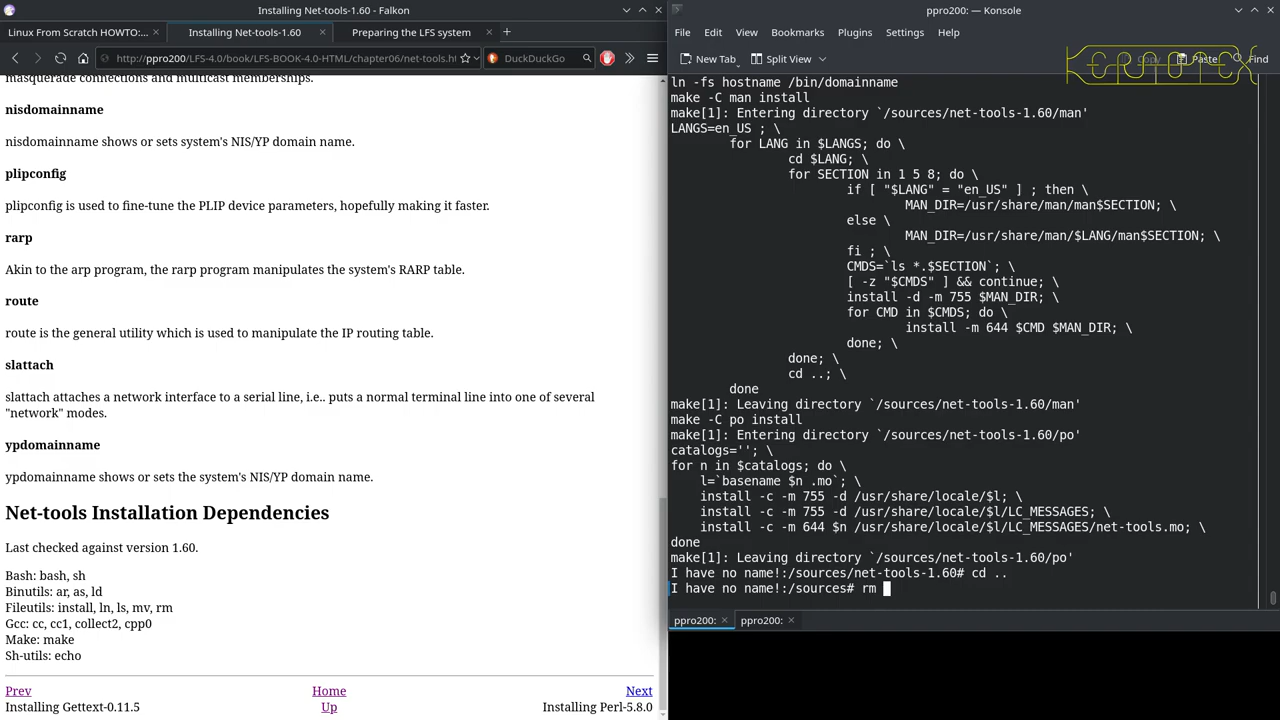 Installing Net-tools-1.60 - Falkon
Linux From Scratch HOWTO:...
Installing Net-tools-1.60
Preparing the LFS system
http://ppro200/LFS-4.0/book/LFS-BOOK-4.0-HTML/chapter06/net-tools.h
DuckDuckGo
masquerade connections and multicast memberships.
nisdomainname
nisdomainname shows or sets system's NIS/YP domain name.
plipconfig
plipconfig is used to fine-tune the PLIP device parameters, hopefully making it faster.
rarp
Akin to the arp program, the rarp program manipulates the system's RARP table.
route
route is the general utility which is used to manipulate the IP routing table.
slattach
slattach attaches a network interface to a serial line, i.e.. puts a normal terminal line into one of several
"network" modes.
ypdomainname
ypdomainname shows or sets the system's NIS/YP domain name.
Net-tools Installation Dependencies
Last checked against version 1.60.
Bash: bash, sh
Binutils: ar, as, ld
Fileutils: install, ln, ls, mv, rm
Gcc: cc, cc1, collect2, cpp0
Make: make
Sh-utils: echo
Prev Home Next
Installing Gettext-0.11.5 Up Installing Perl-5.8.0
ppro200: — Konsole
File Edit View Bookmarks Plugins Settings Help
New Tab Split View Copy Paste Find
ln -fs hostname /bin/domainname
make -C man install
make[1]: Entering directory `/sources/net-tools-1.60/man'
LANGS=en_US ; \
for LANG in $LANGS; do \
cd $LANG; \
for SECTION in 1 5 8; do \
if [ "$LANG" = "en_US" ] ; then \
MAN_DIR=/usr/share/man/man$SECTION; \
else \
MAN_DIR=/usr/share/man/$LANG/man$SECTION; \
fi ; \
CMDS=`ls *.$SECTION`; \
[ -z "$CMDS" ] && continue; \
install -d -m 755 $MAN_DIR; \
for CMD in $CMDS; do \
install -m 644 $CMD $MAN_DIR; \
done; \
done; \
cd ..; \
done
make[1]: Leaving directory `/sources/net-tools-1.60/man'
make -C po install
make[1]: Entering directory `/sources/net-tools-1.60/po'
catalogs=''; \
for n in $catalogs; do \
l=`basename $n .mo`; \
install -c -m 755 -d /usr/share/locale/$l; \
install -c -m 755 -d /usr/share/locale/$l/LC_MESSAGES; \
install -c -m 644 $n /usr/share/locale/$l/LC_MESSAGES/net-tools.mo; \
done
make[1]: Leaving directory `/sources/net-tools-1.60/po'
I have no name!:/sources/net-tools-1.60# cd ..
I have no name!:/sources# rm
ppro200: ppro200: